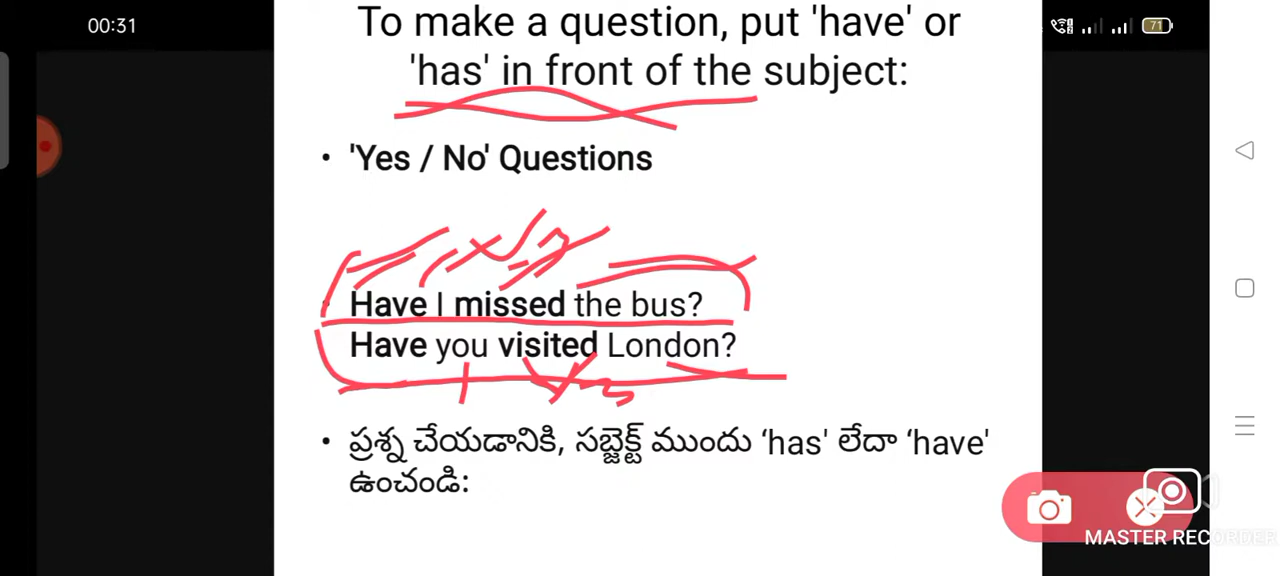 00:31
71
To make a question, put 'have' or
'has' in front of the subject:
• 'Yes / No' Questions
Have I missed the bus?
Have you visited London?
• ప్రశ్న చేయడానికి, సబ్జెక్ట్ ముందు ‘has' లేదా ‘have'
ఉంచండి:
MASTER RECORDER